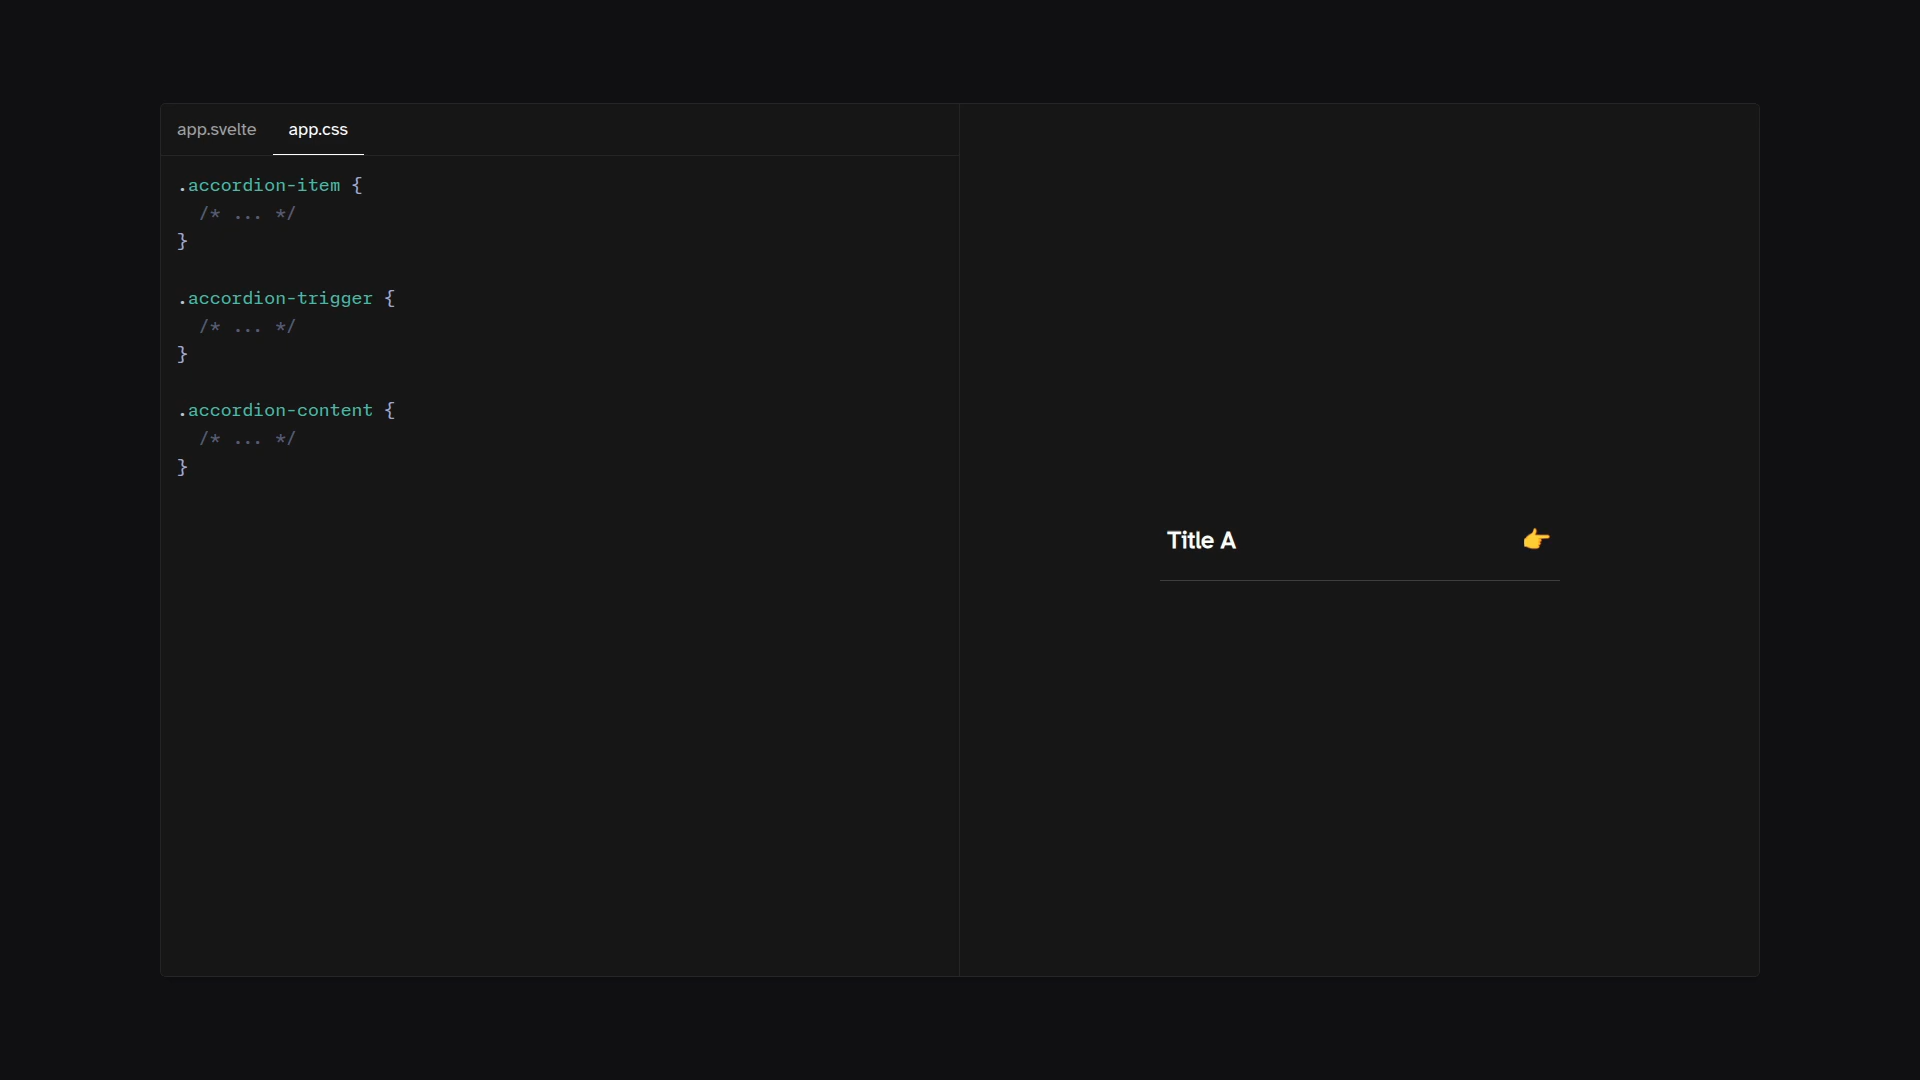 app.svelte app.css
.accordion-item {
  /* ... */
}

.accordion-trigger {
  /* ... */
}

.accordion-content {
  /* ... */
}
Title A 👉